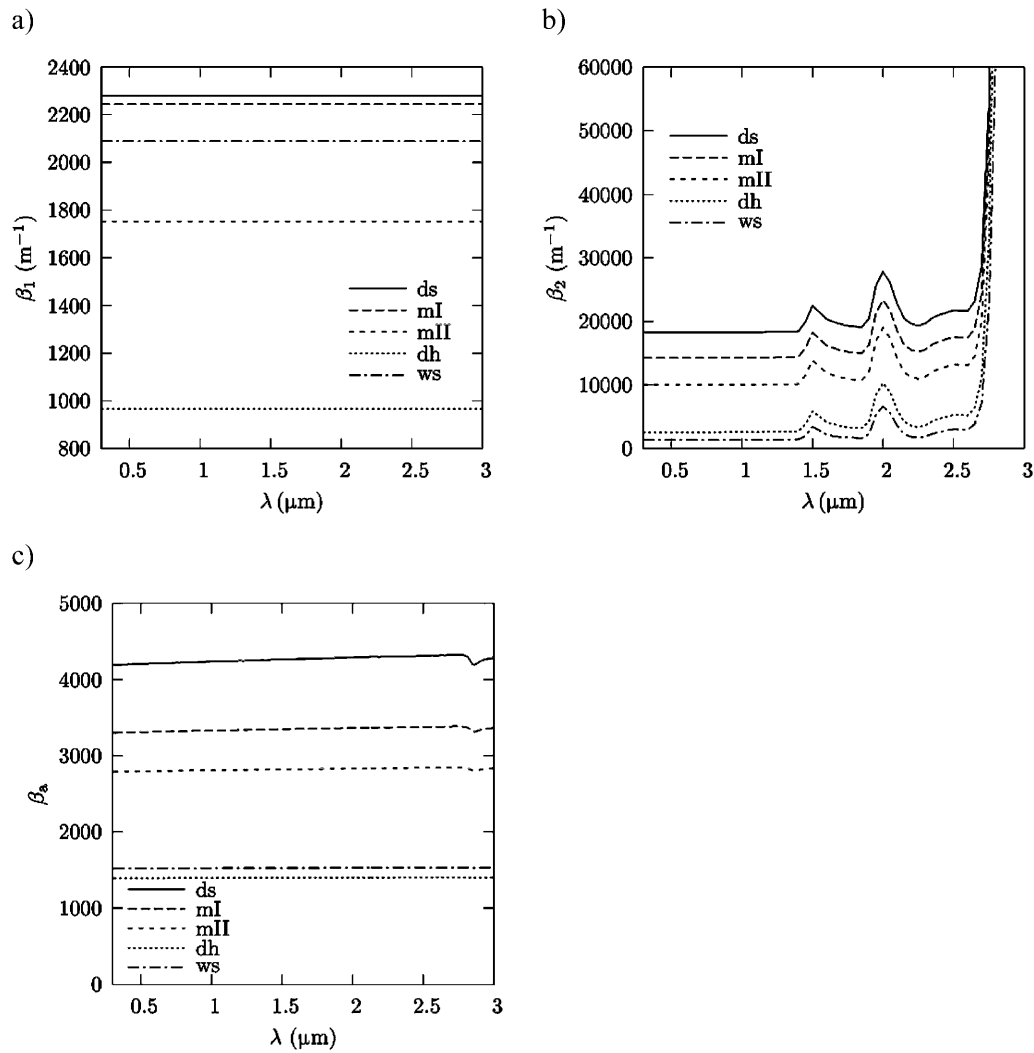 a)
2400
2200
2000
1800
1600
1400
1200
1000
800
β₁ (m⁻¹)
ds
mI
mII
dh
ws
0.5 1 1.5 2 2.5 3
λ (μm)
b)
60000
50000
40000
30000
20000
10000
0
β₂ (m⁻¹)
ds
mI
mII
dh
ws
0.5 1 1.5 2 2.5 3
λ (μm)
c)
5000
4000
3000
2000
1000
0
βₐ
ds
mI
mII
dh
ws
0.5 1 1.5 2 2.5 3
λ (μm)